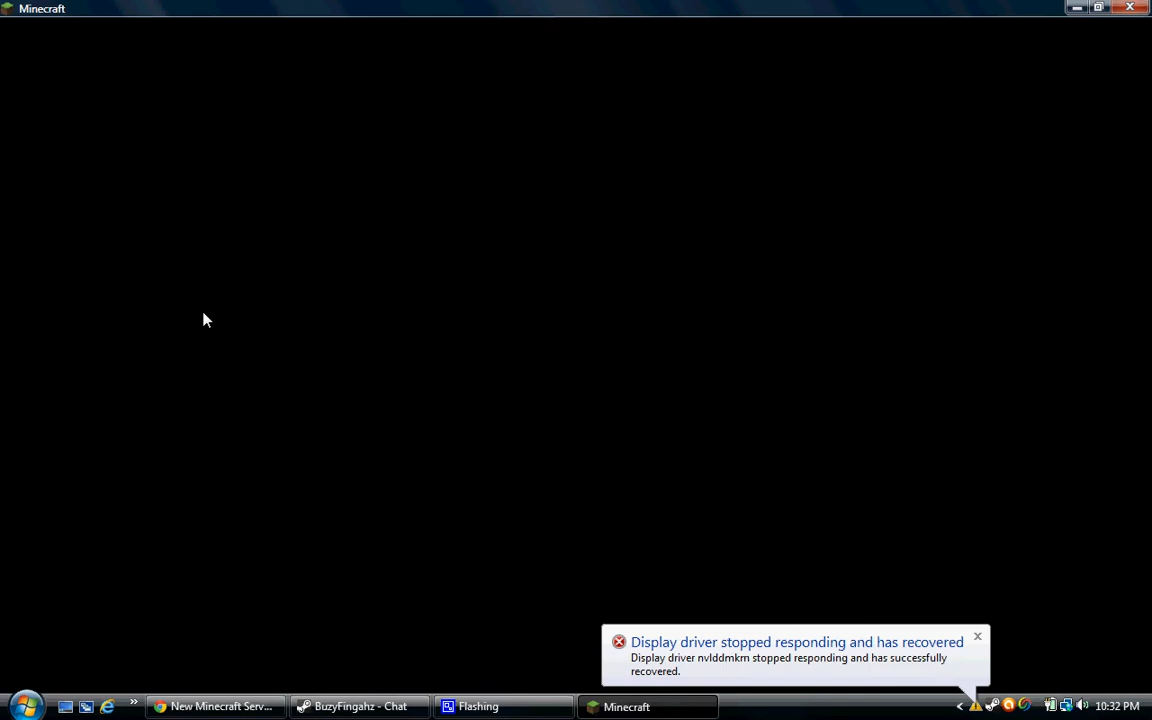 Minecraft
Display driver stopped responding and has recovered
Display driver nvlddmkm stopped responding and has successfully
recovered.
New Minecraft Serv...
BuzyFingahz - Chat
Flashing
Minecraft
10:32 PM